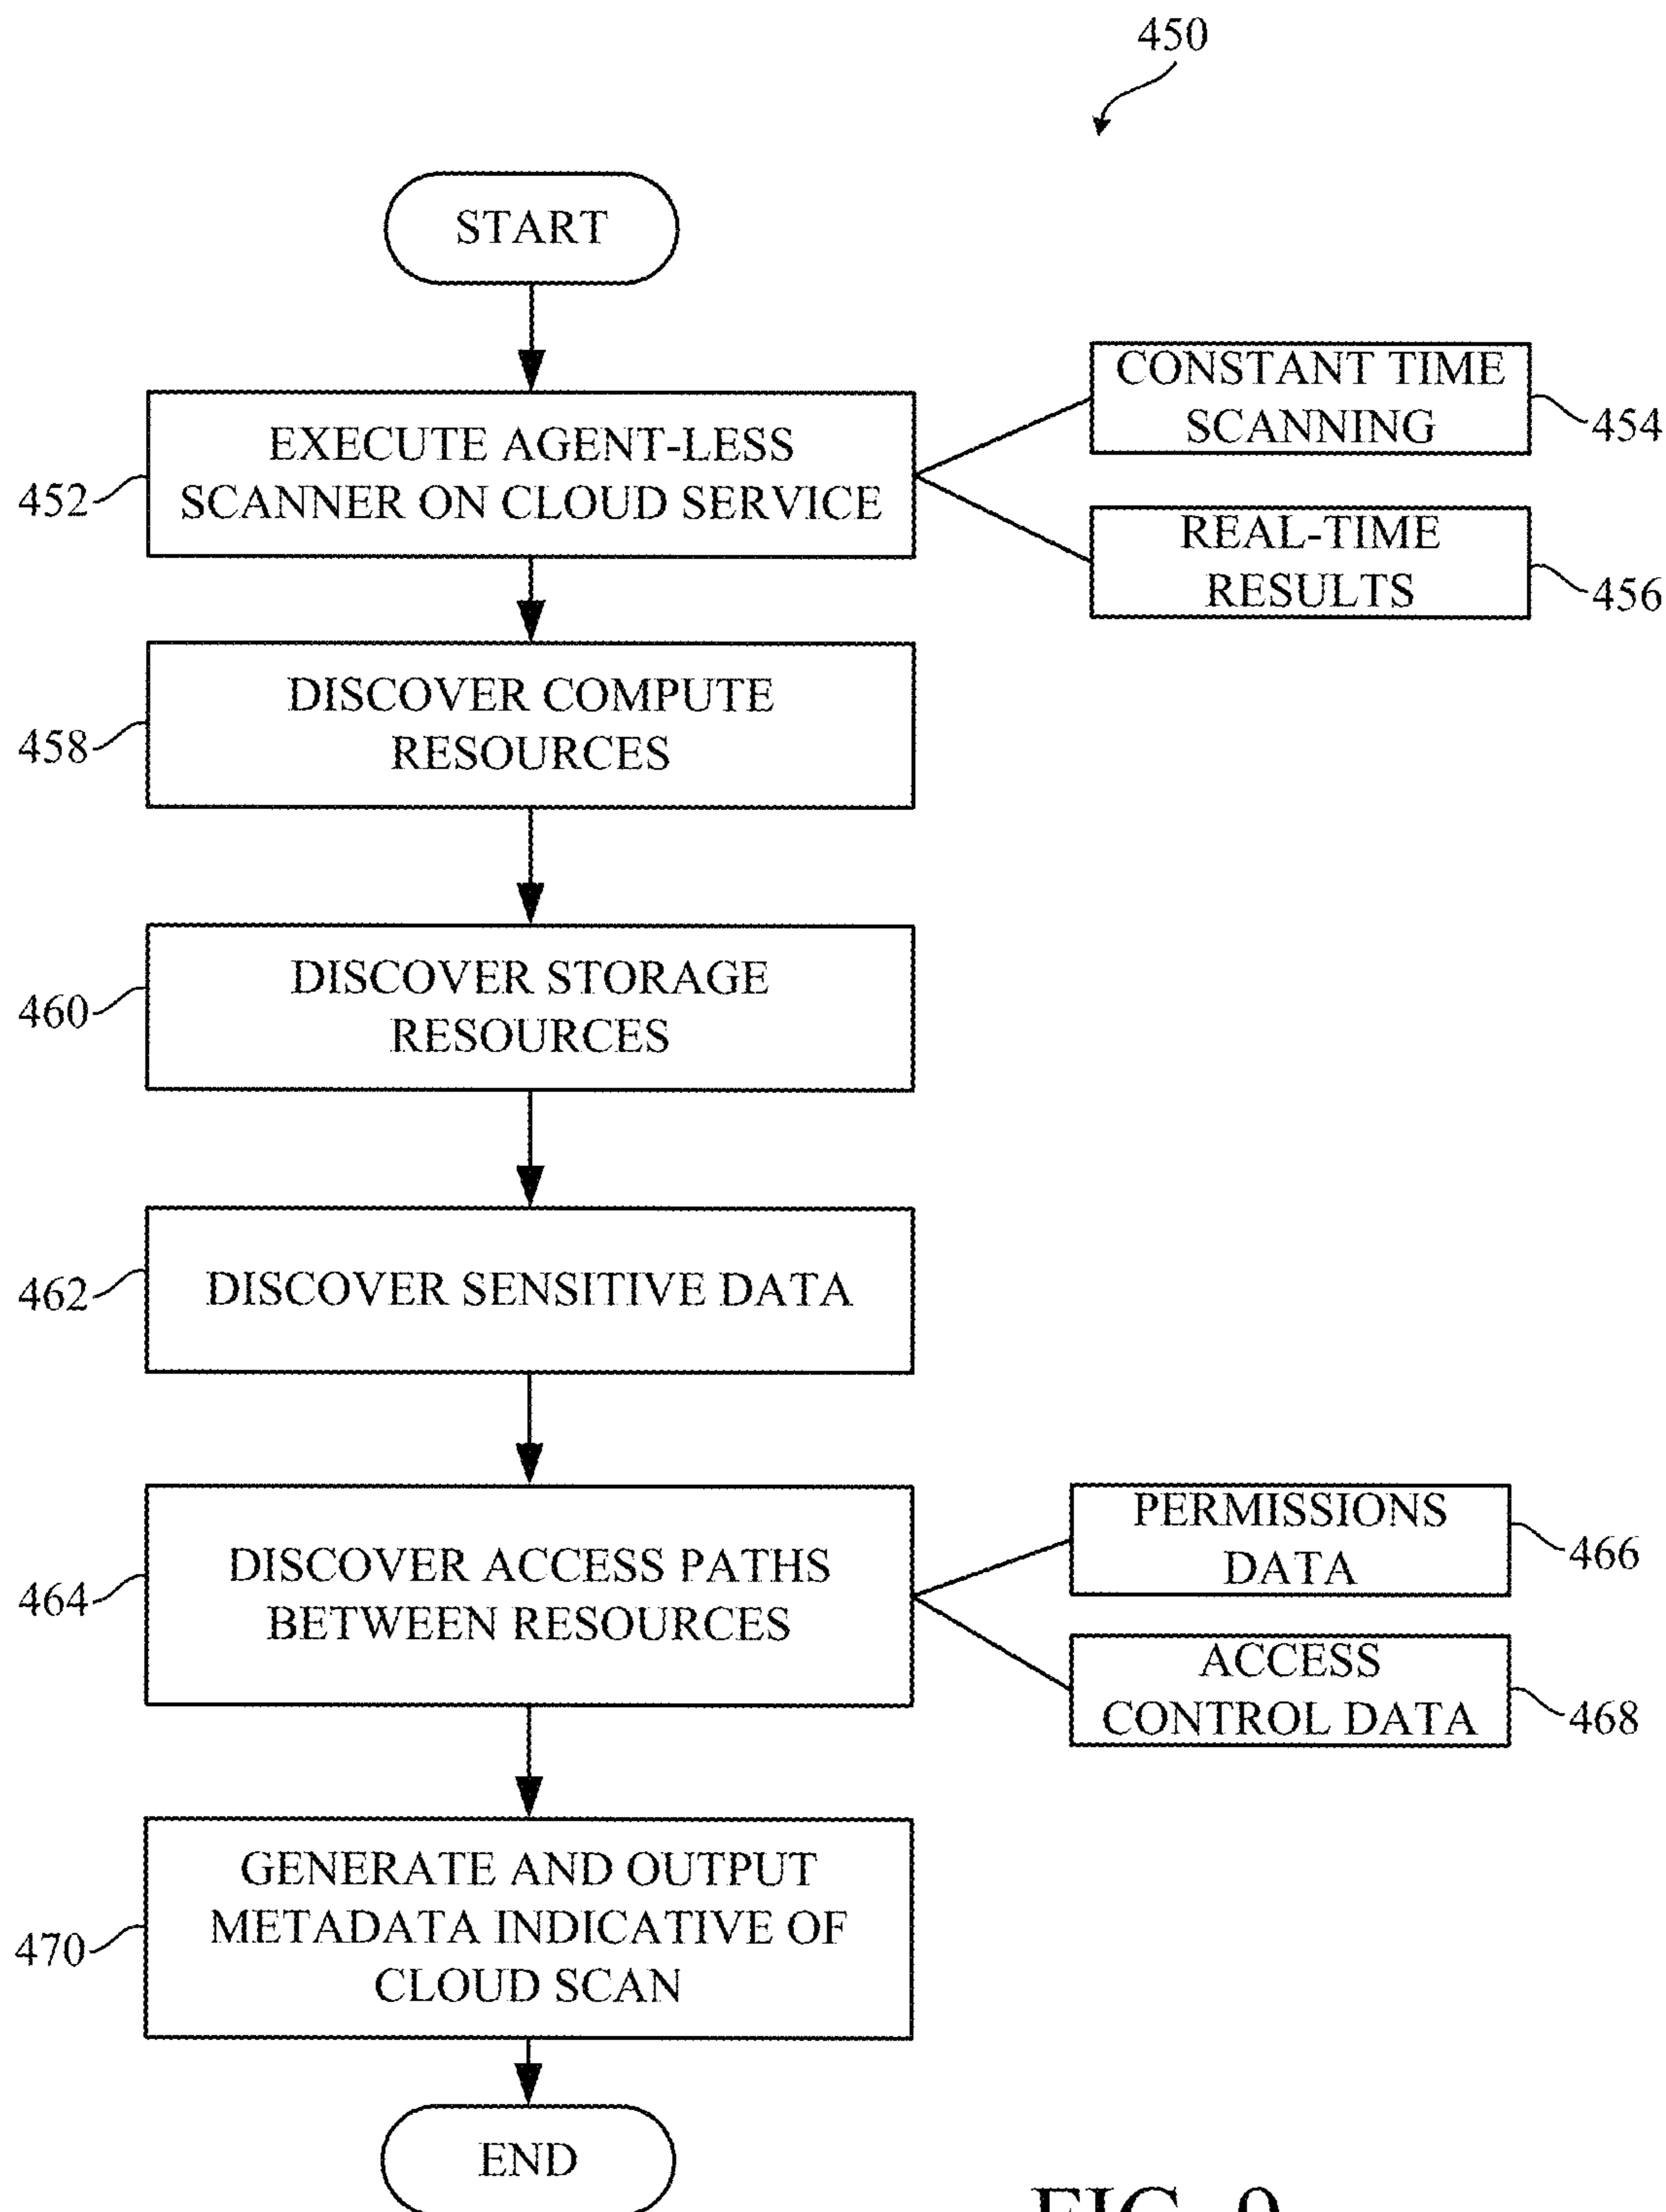 450
START
CONSTANT TIME
SCANNING
454
EXECUTE AGENT-LESS
SCANNER ON CLOUD SERVICE
452
REAL-TIME
RESULTS
456
DISCOVER COMPUTE
RESOURCES
458
DISCOVER STORAGE
RESOURCES
460
DISCOVER SENSITIVE DATA
462
DISCOVER ACCESS PATHS
BETWEEN RESOURCES
464
PERMISSIONS
DATA
466
ACCESS
CONTROL DATA
468
GENERATE AND OUTPUT
METADATA INDICATIVE OF
CLOUD SCAN
470
END